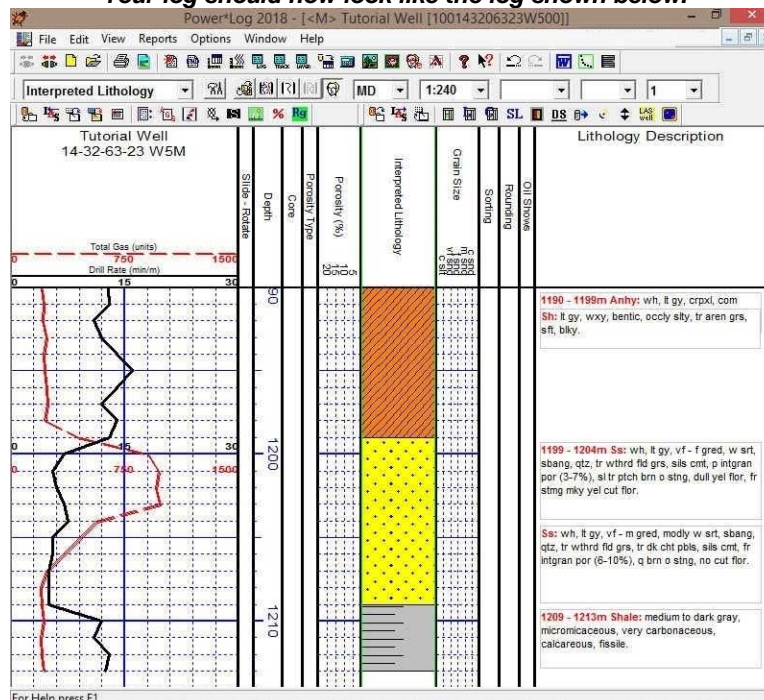 Your log should now look like the log shown below.
Power*Log 2018 - [<M> Tutorial Well [100143206323W500]]
File Edit View Reports Options Window Help
Interpreted Lithology MD 1:240 1
% Rg SL DS LAS well
Tutorial Well
14-32-63-23 W5M
Total Gas (units)
0 750 1500
Drill Rate (min/m)
0 15 30
Slide - Rotate
Depth
Core
Porosity Type
Porosity (%)
20
15
10
5
Interpreted Lithology
Grain Size
Sorting
Rounding
Oil Shows
Lithology Description
90
1190 - 1199m Anhy: wh, lt gy, crpxl, com
Sh: lt gy, wxy, bentic, occly slty, tr aren grs,
sft, blky.
0 15 30
0 750 1500
1200
1199 - 1204m Ss: wh, lt gy, vf - f gred, w srt,
sbang, qtz, tr wthrd fld grs, sils cmt, p intgran
por (3-7%), sl tr ptch brn o stng, dull yel flor, fr
stmg mky yel cut flor.
Ss: wh, lt gy, vf - m gred, modly w srt, sbang,
qtz, tr wthrd fld grs, tr dk cht pbls, sils cmt, fr
intgran por (6-10%), q brn o stng, no cut flor.
1210
1209 - 1213m Shale: medium to dark gray,
micromicaceous, very carbonaceous,
calcareous, fissile.
For Help press F1